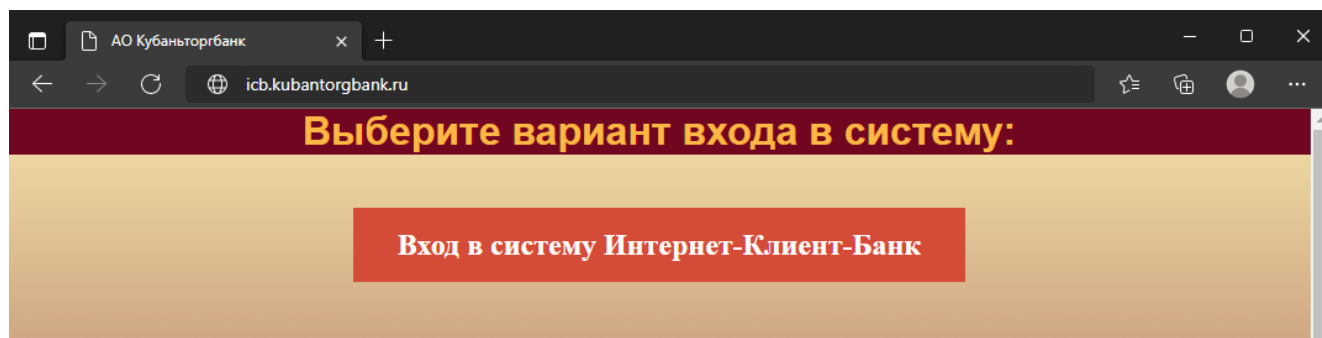 АО Кубаньторгбанк
icb.kubantorgbank.ru
Выберите вариант входа в систему:
Вход в систему Интернет-Клиент-Банк